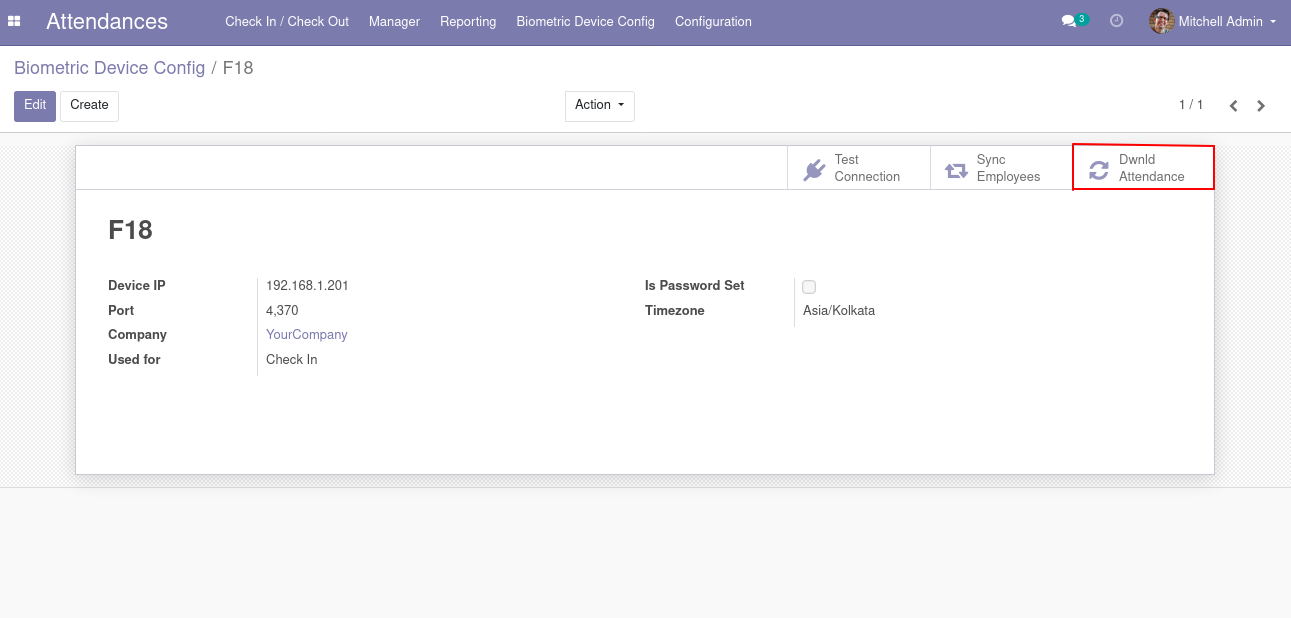 Attendances Check In / Check Out Manager Reporting Biometric Device Config Configuration 3 Mitchell Admin
Biometric Device Config / F18
Edit Create Action 1 / 1
Test Connection
Sync Employees
Dwnld Attendance
F18
Device IP 192.168.1.201
Port 4,370
Company YourCompany
Used for Check In
Is Password Set
Timezone Asia/Kolkata